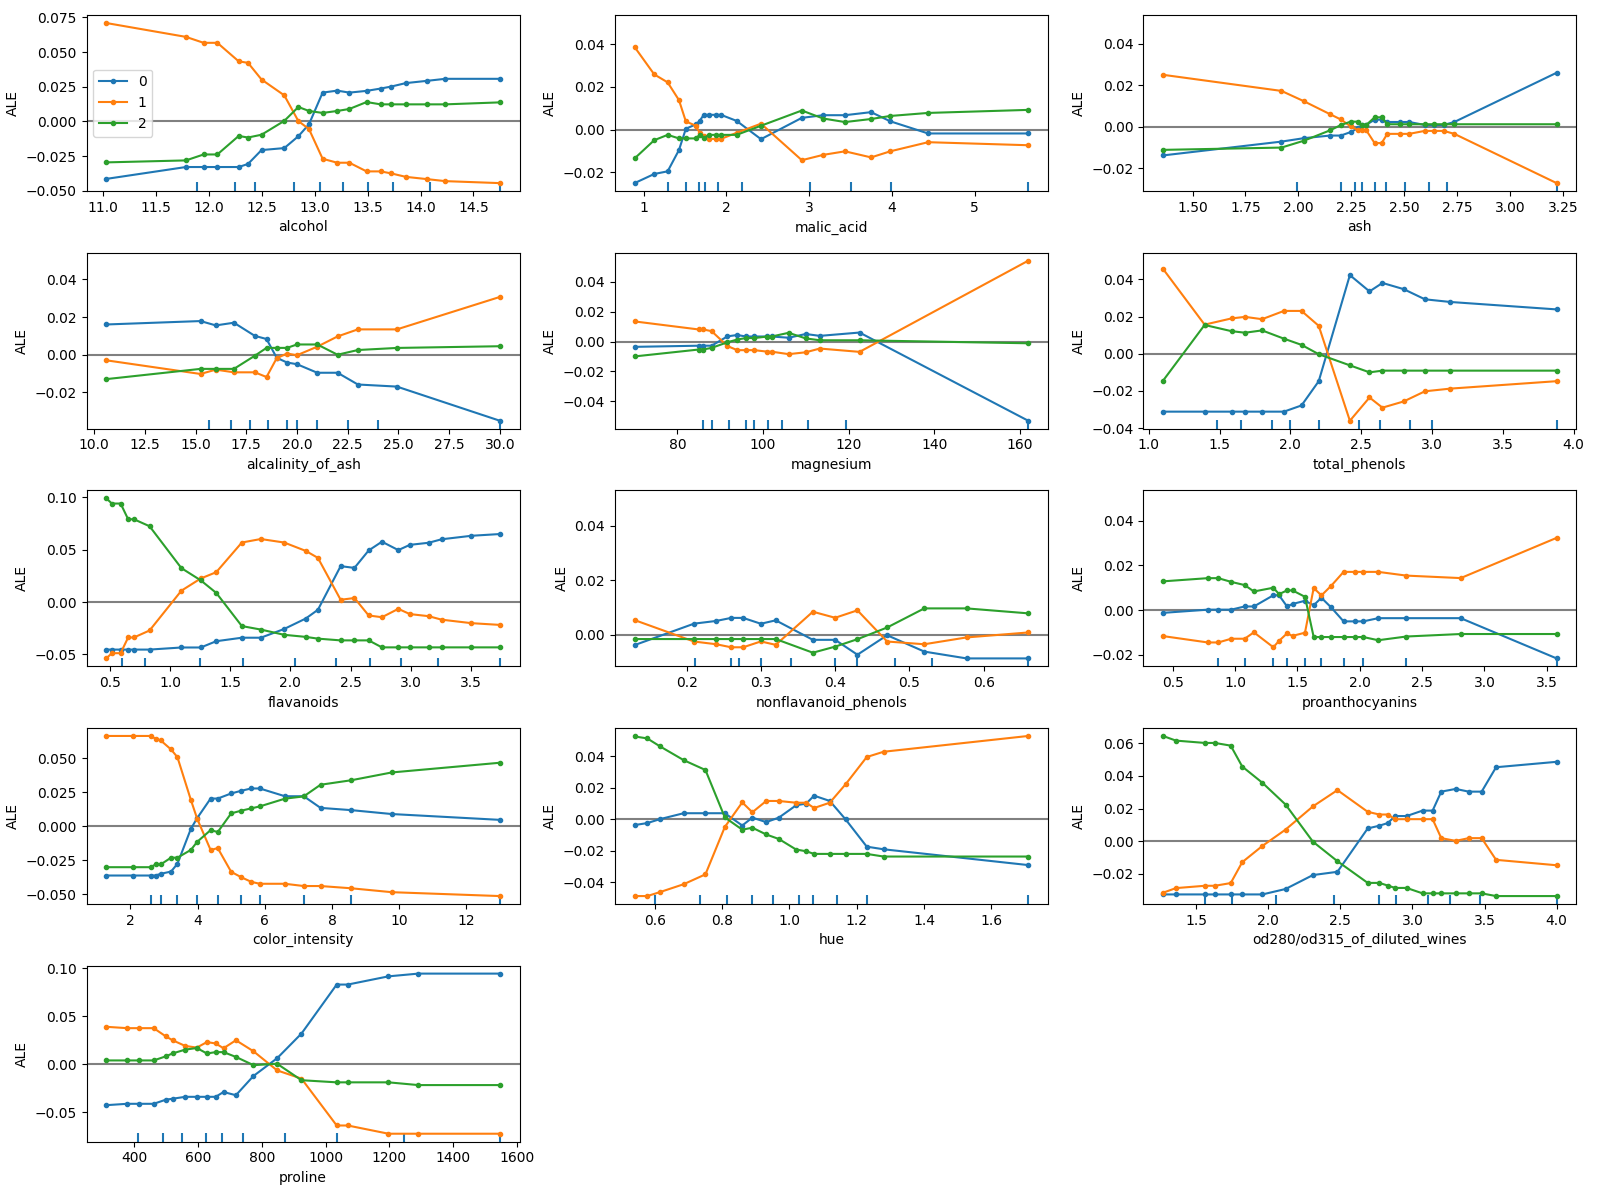 0.075
0.050
0.025
0.000
−0.025
−0.050
ALE
0
1
2
11.0 11.5 12.0 12.5 13.0 13.5 14.0 14.5
alcohol
0.04
0.02
0.00
−0.02
ALE
1 2 3 4 5
malic_acid
0.04
0.02
0.00
−0.02
ALE
1.50 1.75 2.00 2.25 2.50 2.75 3.00 3.25
ash
0.04
0.02
0.00
−0.02
ALE
10.0 12.5 15.0 17.5 20.0 22.5 25.0 27.5 30.0
alcalinity_of_ash
0.04
0.02
0.00
−0.02
−0.04
ALE
80 100 120 140 160
magnesium
0.04
0.02
0.00
−0.02
−0.04
ALE
1.0 1.5 2.0 2.5 3.0 3.5 4.0
total_phenols
0.10
0.05
0.00
−0.05
ALE
0.5 1.0 1.5 2.0 2.5 3.0 3.5
flavanoids
0.04
0.02
0.00
ALE
0.2 0.3 0.4 0.5 0.6
nonflavanoid_phenols
0.04
0.02
0.00
−0.02
ALE
0.5 1.0 1.5 2.0 2.5 3.0 3.5
proanthocyanins
0.050
0.025
0.000
−0.025
−0.050
ALE
2 4 6 8 10 12
color_intensity
0.04
0.02
0.00
−0.02
−0.04
ALE
0.6 0.8 1.0 1.2 1.4 1.6
hue
0.06
0.04
0.02
0.00
−0.02
ALE
1.5 2.0 2.5 3.0 3.5 4.0
od280/od315_of_diluted_wines
0.10
0.05
0.00
−0.05
ALE
400 600 800 1000 1200 1400 1600
proline